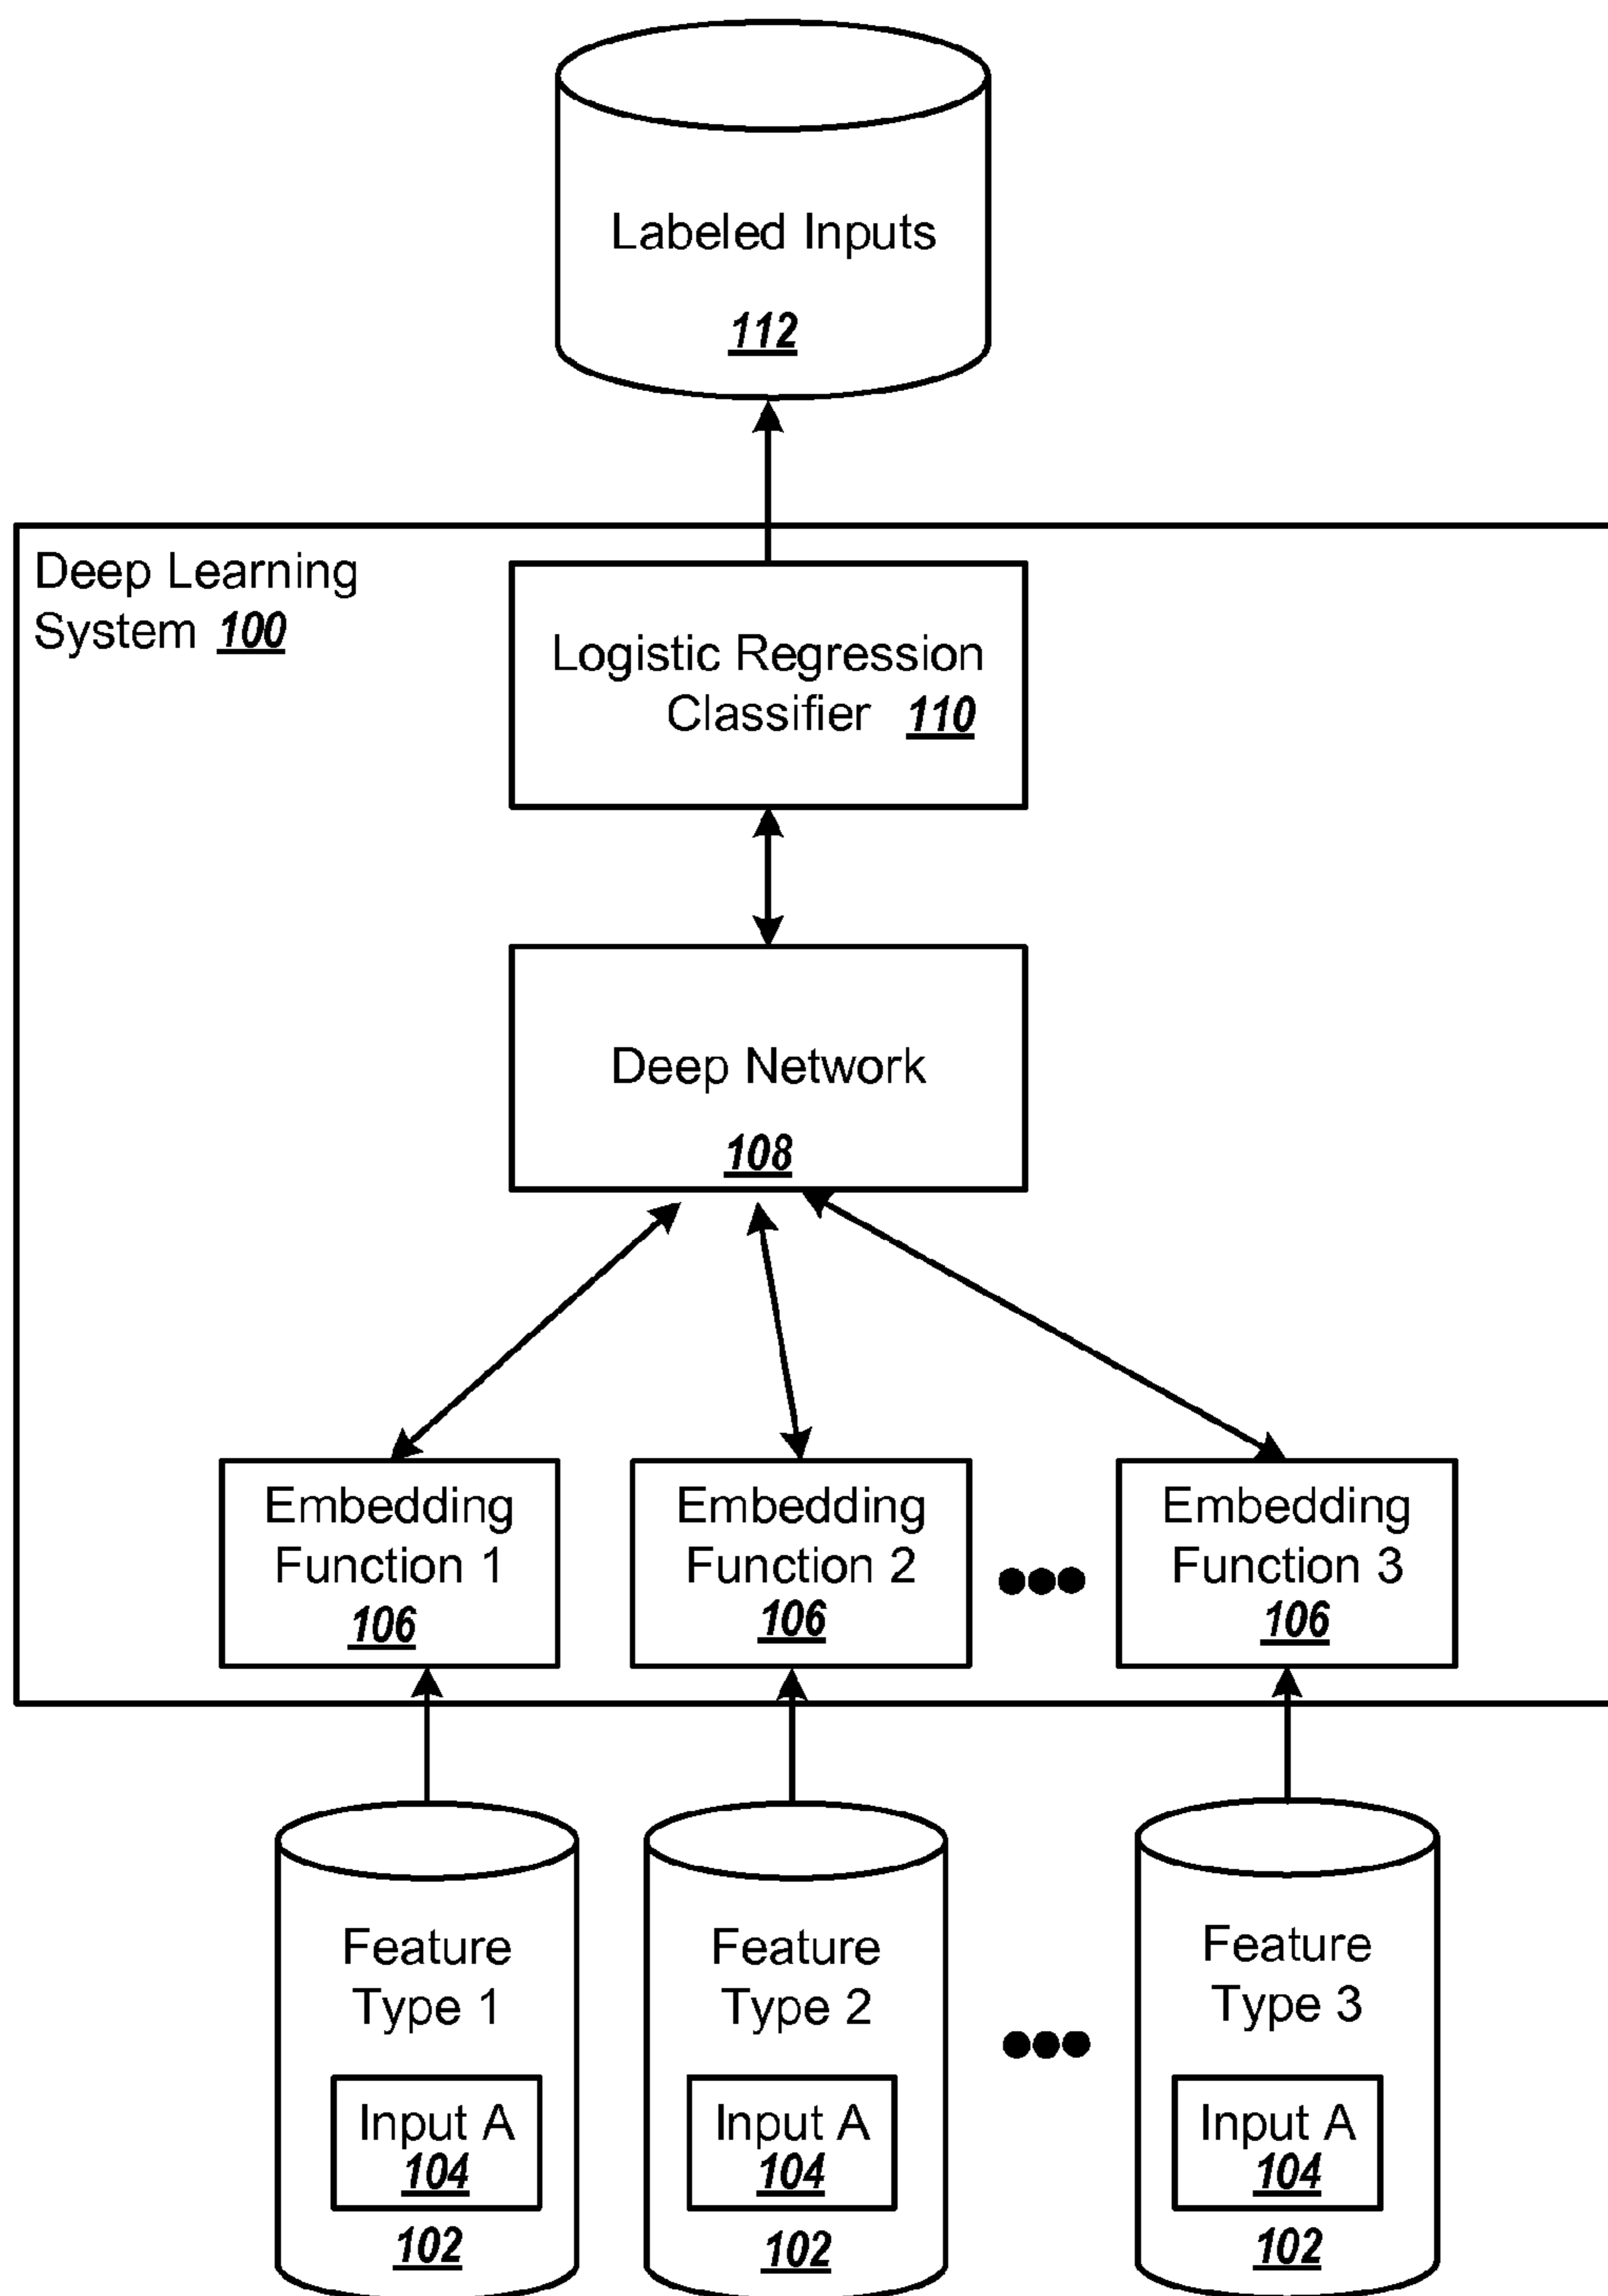 Labeled Inputs
112
Deep Learning
System 100
Logistic Regression
Classifier 110
Deep Network
108
Embedding
Function 1
106
Embedding
Function 2
106
Embedding
Function 3
106
Feature
Type 1
Input A
104
102
Feature
Type 2
Input A
104
102
Feature
Type 3
Input A
104
102